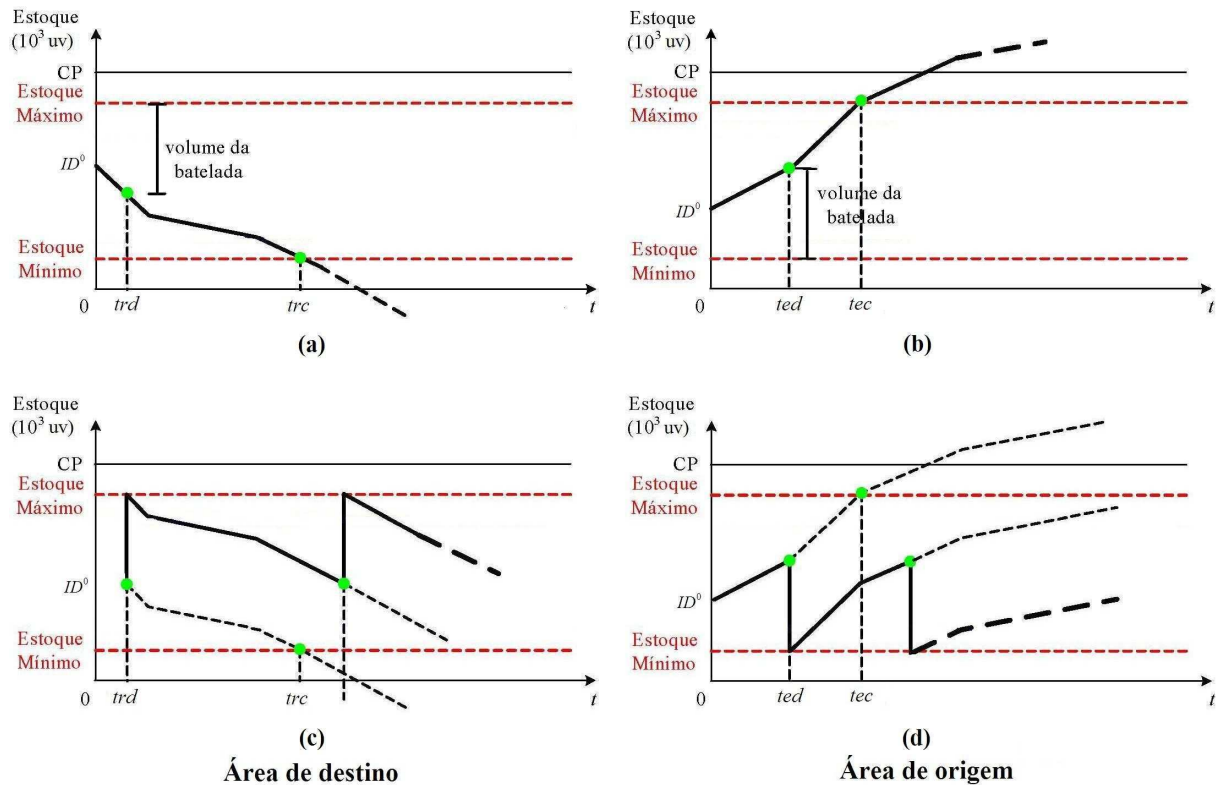 Estoque
(10³ uv)
CP
Estoque
Máximo
volume da
batelada
ID⁰
Estoque
Mínimo
0
trd
trc
t
(a)
Estoque
(10³ uv)
CP
Estoque
Máximo
volume da
batelada
ID⁰
Estoque
Mínimo
0
ted
tec
t
(b)
Estoque
(10³ uv)
CP
Estoque
Máximo
ID⁰
Estoque
Mínimo
0
trd
trc
t
(c)
Área de destino
Estoque
(10³ uv)
CP
Estoque
Máximo
ID⁰
Estoque
Mínimo
0
ted
tec
t
(d)
Área de origem